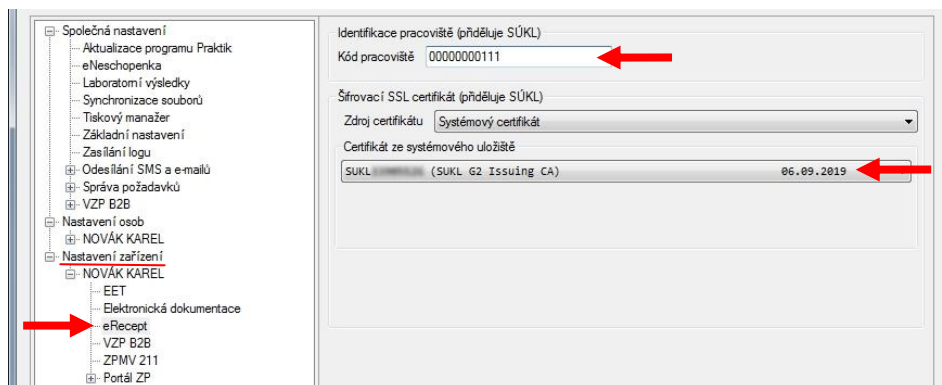 Společná nastavení
Aktualizace programu Praktik
eNeschopenka
Laboratorní výsledky
Synchronizace souborů
Tiskový manažer
Základní nastavení
Zasílání logu
Odesílání SMS a e-mailů
Správa požadavků
VZP B2B
Nastavení osob
NOVÁK KAREL
Nastavení zařízení
NOVÁK KAREL
EET
Elektronická dokumentace
eRecept
VZP B2B
ZPMV 211
Portál ZP
Identifikace pracoviště (přiděluje SÚKL)
Kód pracoviště 00000000111
Šifrovací SSL certifikát (přiděluje SÚKL)
Zdroj certifikátu Systémový certifikát
Certifikát ze systémového uložiště
SUKL (SUKL G2 Issuing CA) 06.09.2019